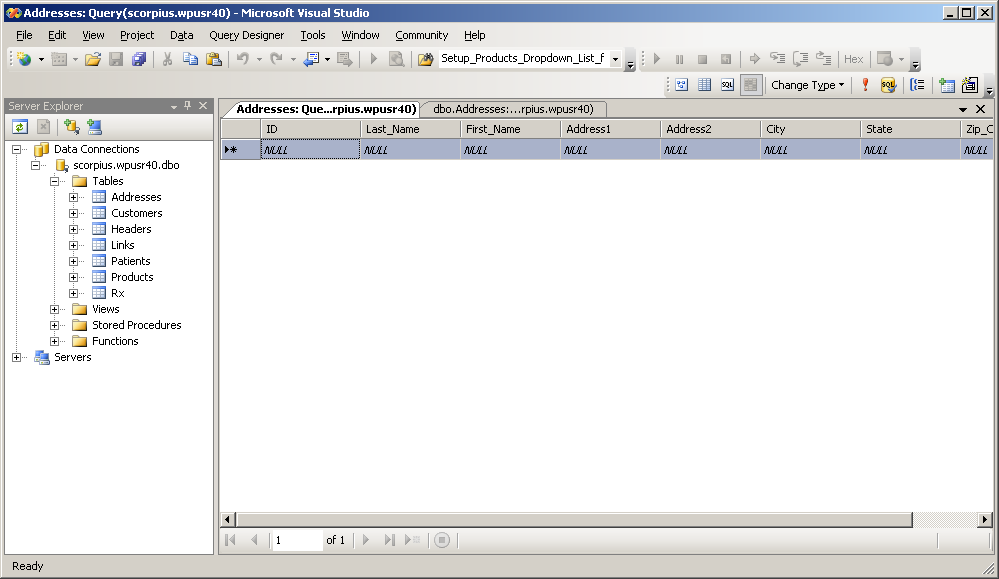 Addresses: Query(scorpius.wpusr40) - Microsoft Visual Studio
File Edit View Project Data Query Designer Tools Window Community Help
Setup_Products_Dropdown_List_f Hex
SQL Change Type SQL
Server Explorer
Addresses: Que...rpius.wpusr40) dbo.Addresses:...rpius.wpusr40)
ID Last_Name First_Name Address1 Address2 City State Zip_C
NULL NULL NULL NULL NULL NULL NULL NULL
Data Connections
scorpius.wpusr40.dbo
Tables
Addresses
Customers
Headers
Links
Patients
Products
Rx
Views
Stored Procedures
Functions
Servers
1 of 1
Ready